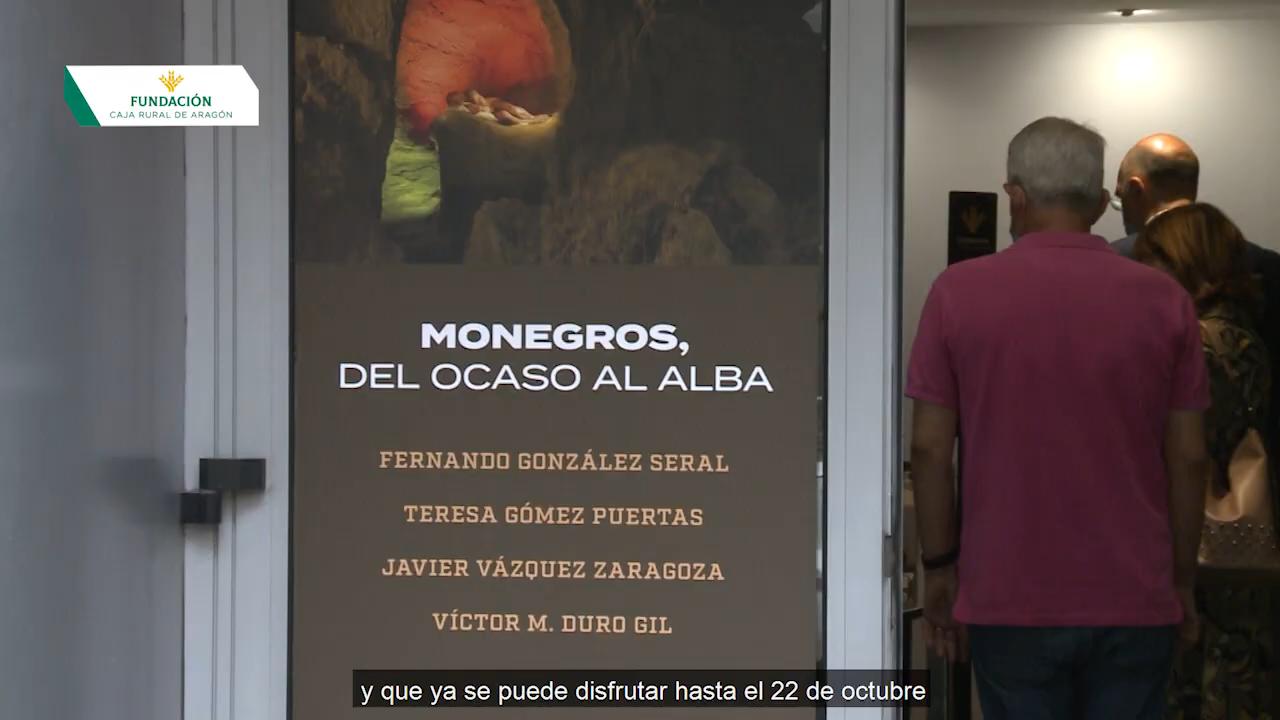 FUNDACIÓN
CAJA RURAL DE ARAGÓN
MONEGROS,
DEL OCASO AL ALBA
FERNANDO GONZÁLEZ SERAL
TERESA GÓMEZ PUERTAS
JAVIER VÁZQUEZ ZARAGOZA
VÍCTOR M. DURO GIL
y que ya se puede disfrutar hasta el 22 de octubre